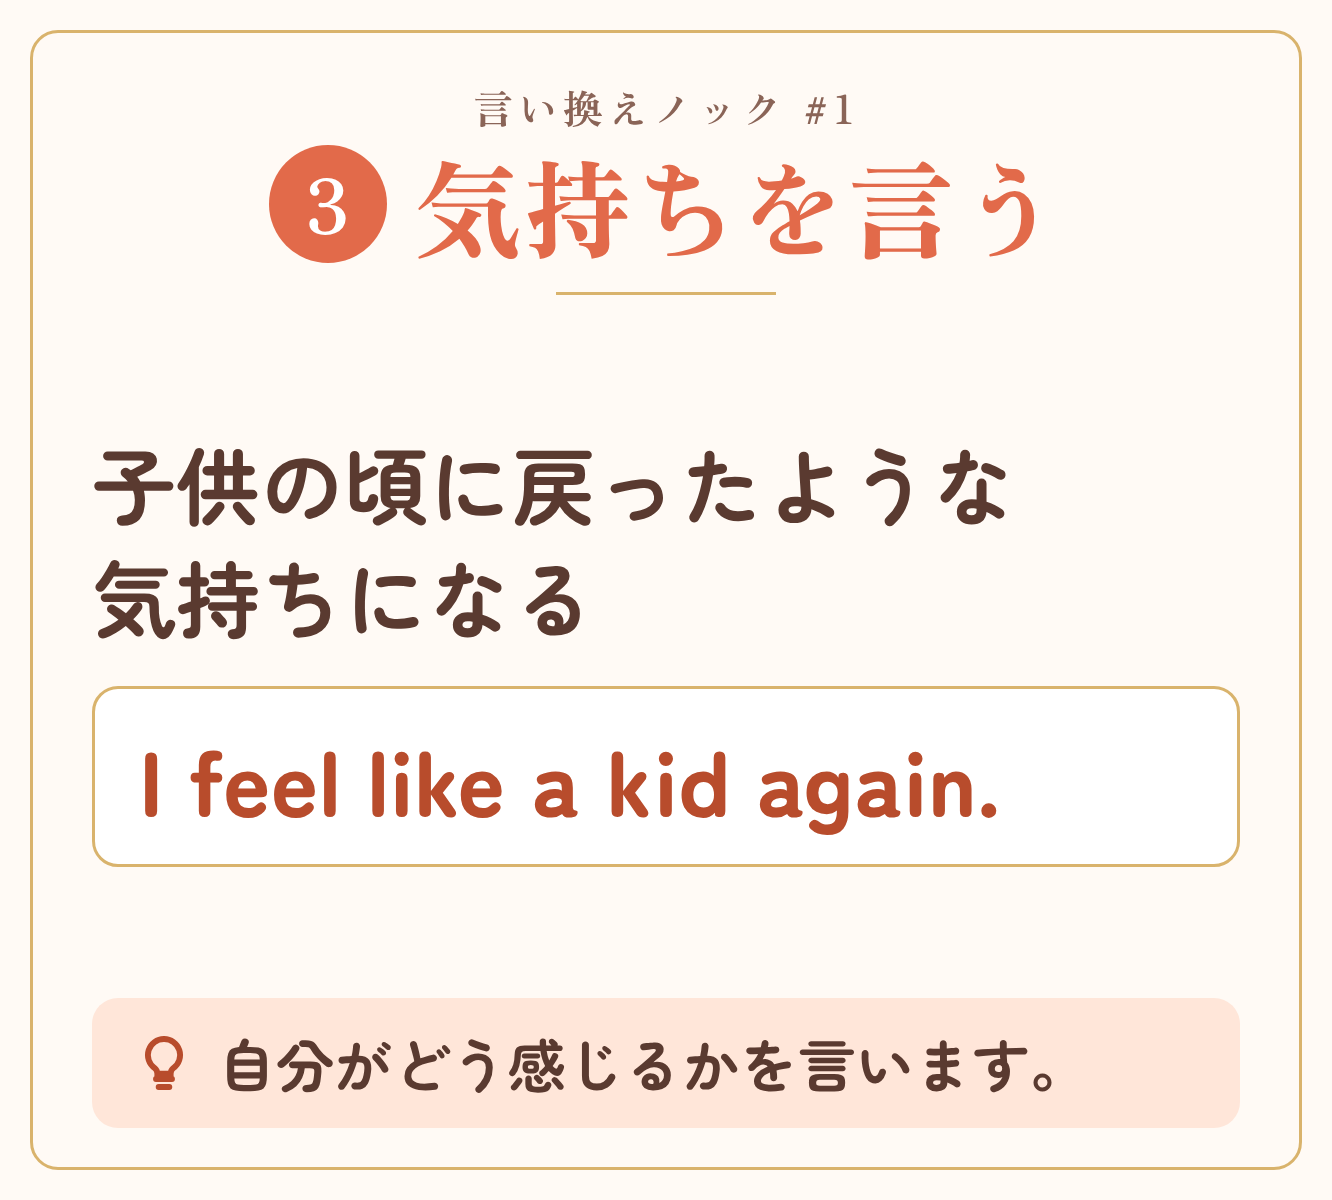 言い換えノック #1
3 気持ちを言う
子供の頃に戻ったような
気持ちになる
I feel like a kid again.
自分がどう感じるかを言います。